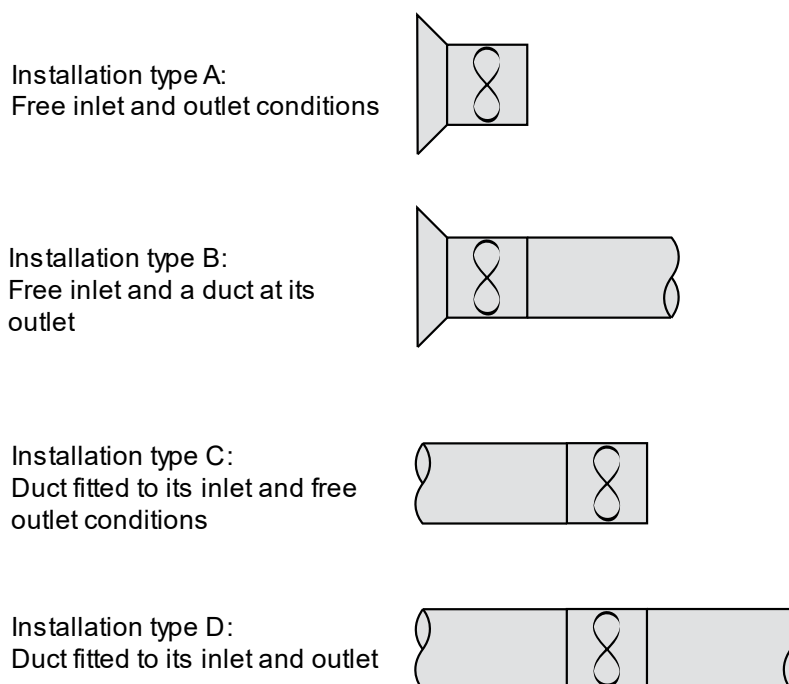 Installation type A:
Free inlet and outlet conditions
Installation type B:
Free inlet and a duct at its
outlet
Installation type C:
Duct fitted to its inlet and free
outlet conditions
Installation type D:
Duct fitted to its inlet and outlet